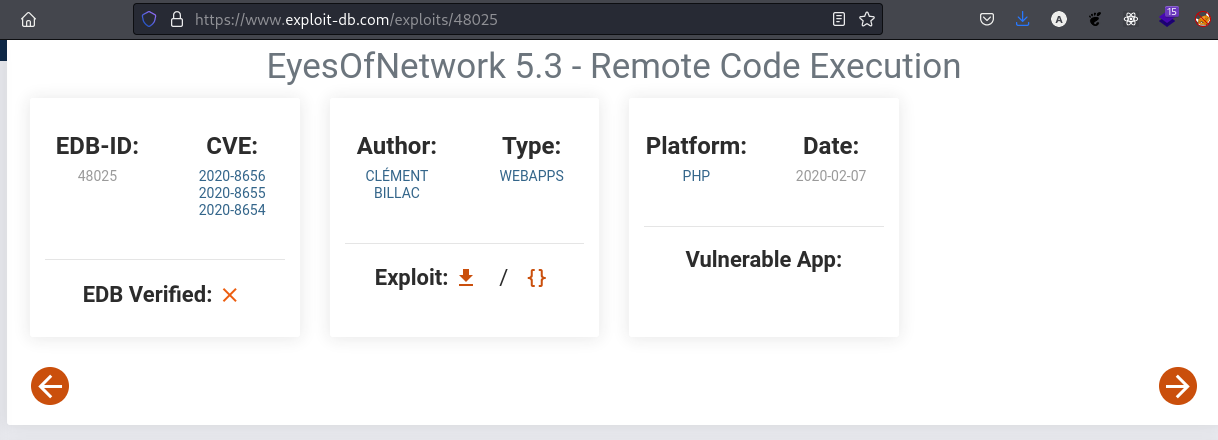 https://www.exploit-db.com/exploits/48025
15
A
EyesOfNetwork 5.3 - Remote Code Execution
EDB-ID:
48025
CVE:
2020-8656
2020-8655
2020-8654
EDB Verified:
Author:
CLÉMENT
BILLAC
Type:
WEBAPPS
Exploit:
/
{}
Platform:
PHP
Date:
2020-02-07
Vulnerable App: